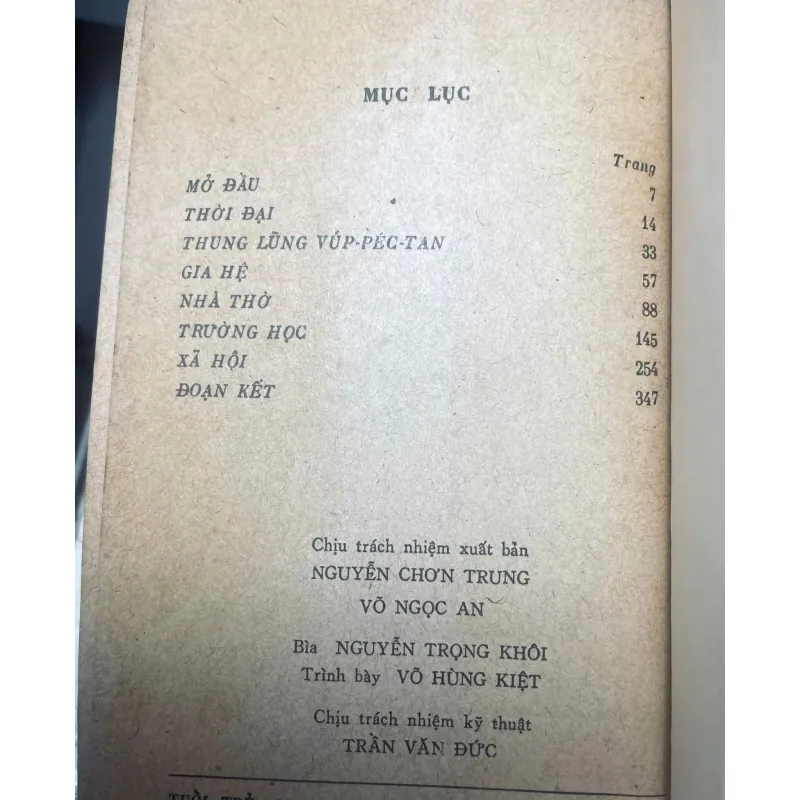 MỤC LỤC
Trang
MỞ ĐẦU 7
THỜI ĐẠI 14
THUNG LŨNG VÚP-PÉC-TAN 33
GIA HỆ 57
NHÀ THỜ 88
TRƯỜNG HỌC 145
XÃ HỘI 254
ĐOẠN KẾT 347
Chịu trách nhiệm xuất bản
NGUYỄN CHƠN TRUNG
VÕ NGỌC AN
Bìa NGUYỄN TRỌNG KHÔI
Trình bày VÕ HÙNG KIỆT
Chịu trách nhiệm kỹ thuật
TRẦN VĂN ĐỨC